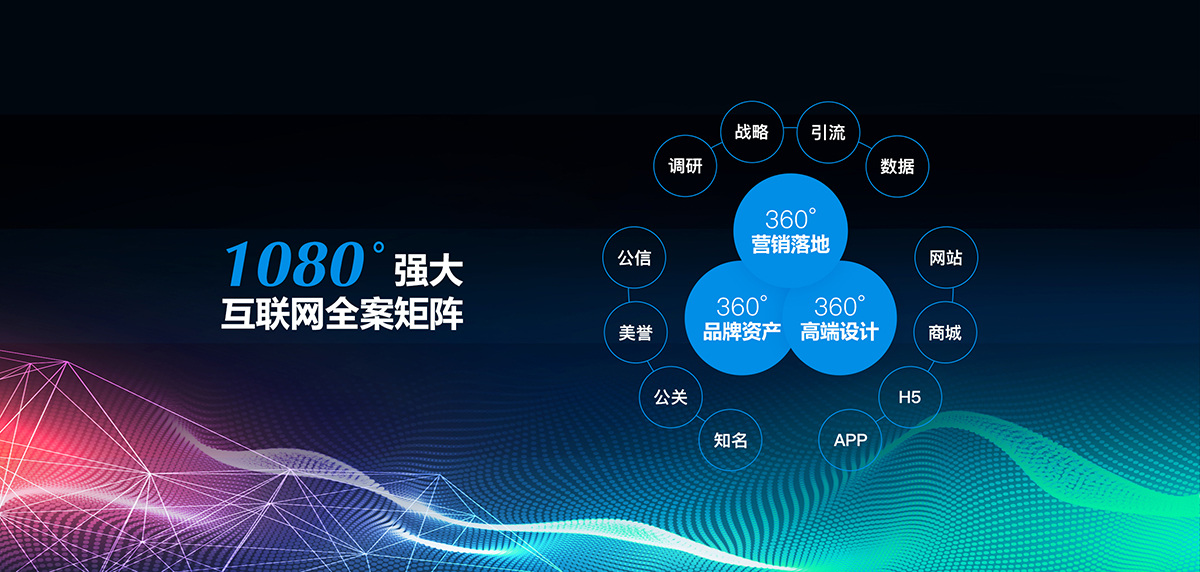 1080°强大
互联网全案矩阵
调研
战略
引流
数据
360°
营销落地
360°
品牌资产
360°
高端设计
公信
美誉
公关
知名
网站
商城
H5
APP